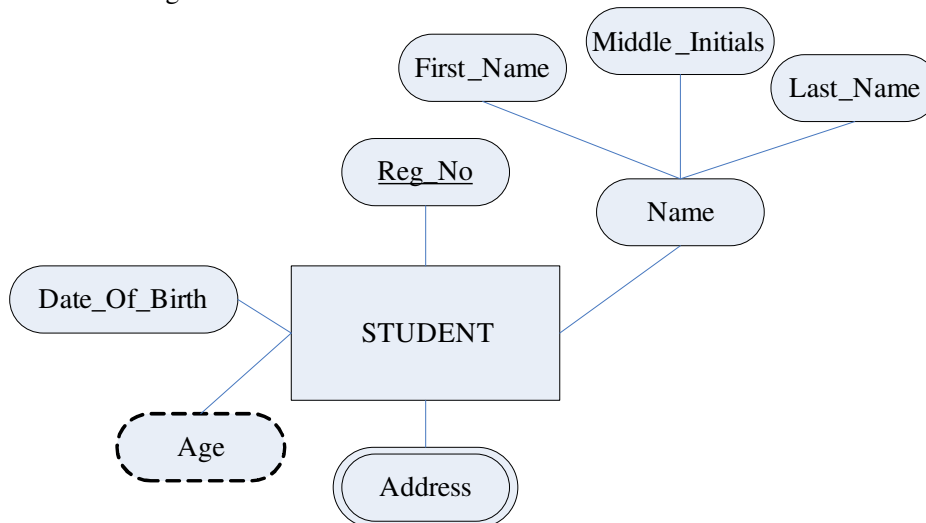 Middle_Initials
First_Name
Last_Name
Reg_No
Name
Date_Of_Birth
STUDENT
Age
Address